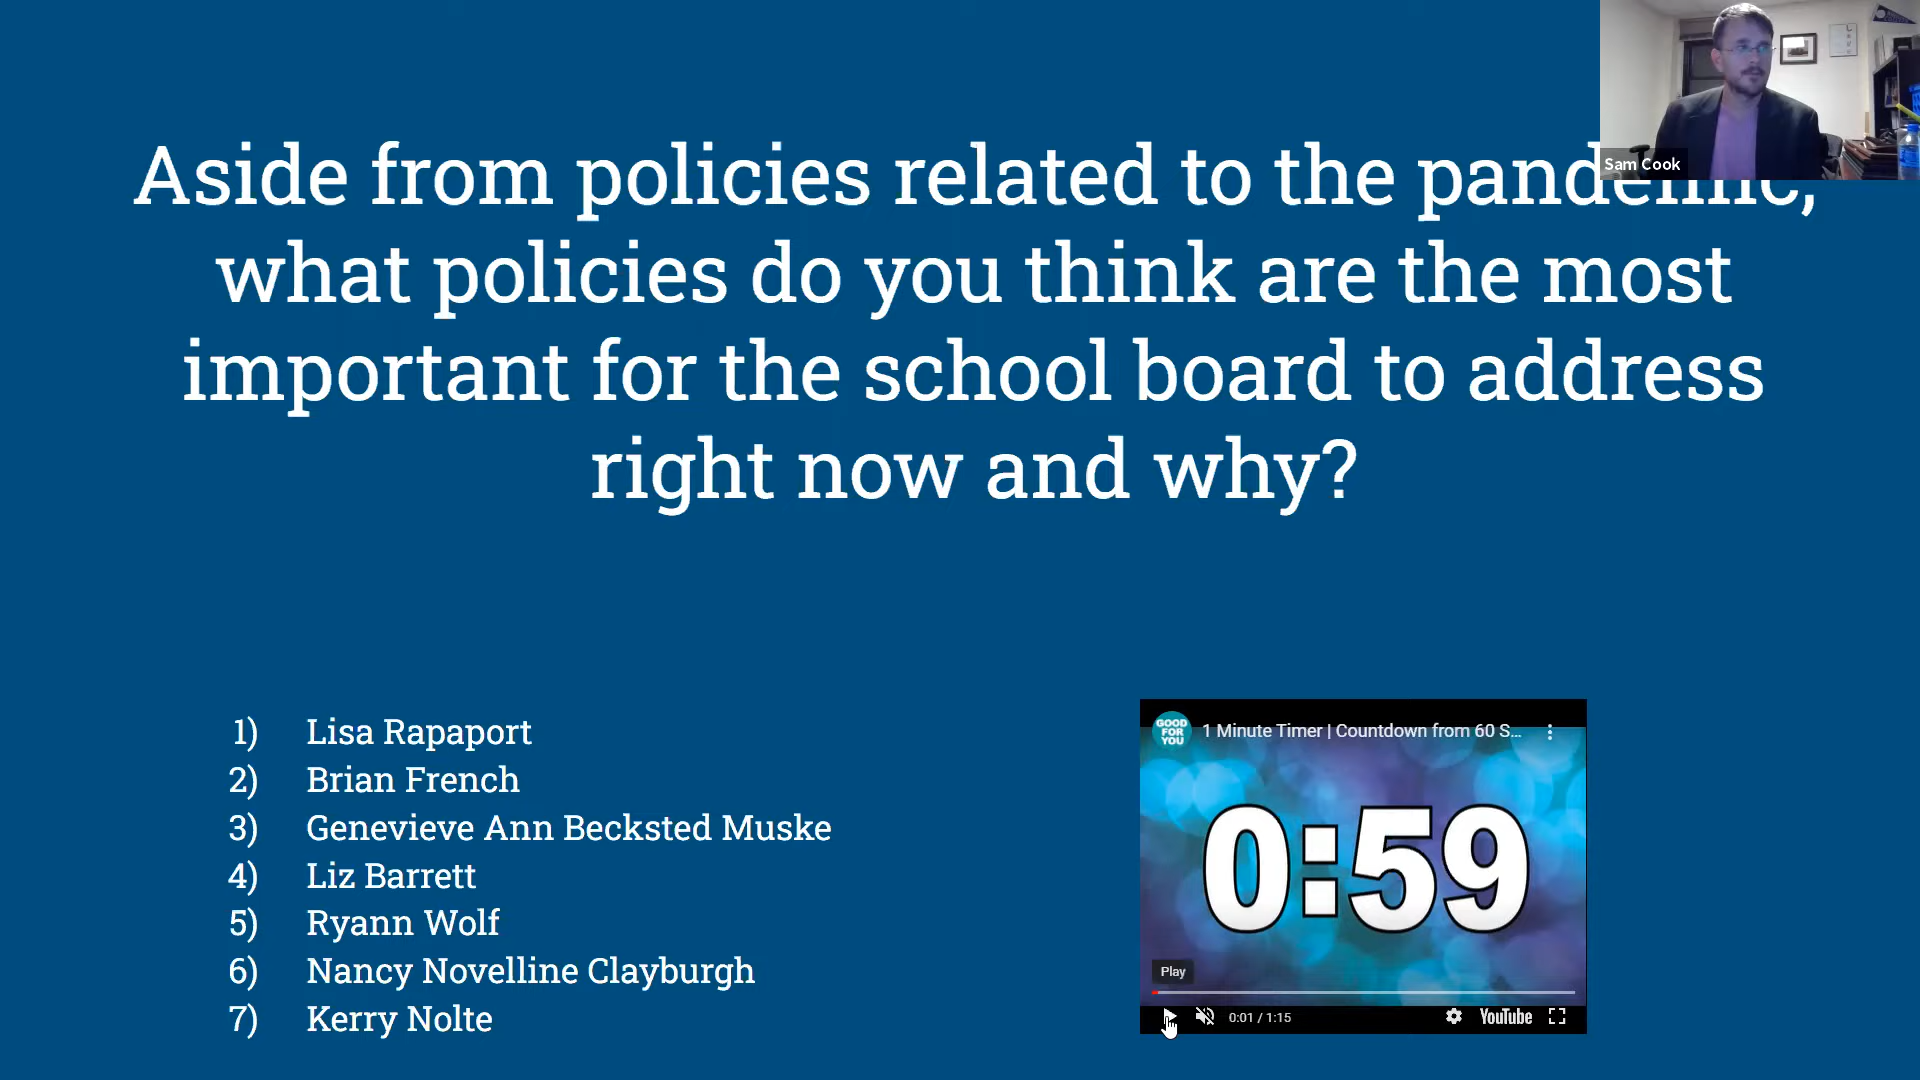 Aside from policies related to the pandemic,
what policies do you think are the most
important for the school board to address
right now and why?
Sam Cook
1) Lisa Rapaport
2) Brian French
3) Genevieve Ann Becksted Muske
4) Liz Barrett
5) Ryann Wolf
6) Nancy Novelline Clayburgh
7) Kerry Nolte
GOOD
FOR
YOU
1 Minute Timer | Countdown from 60 S...
0:59
Play
0:01 / 1:15
YouTube